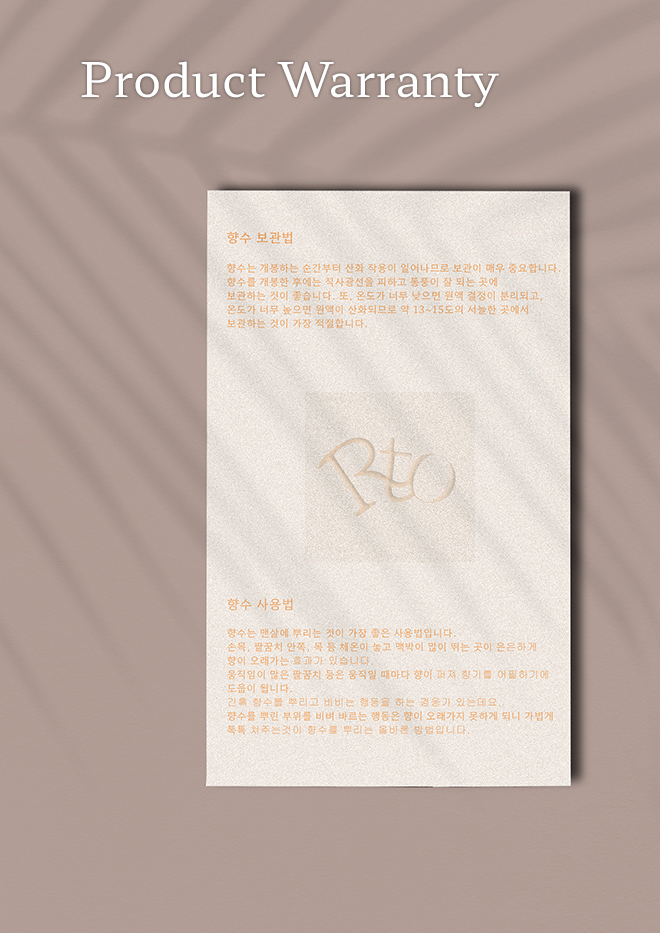 Product Warranty
향수 보관법
향수는 개봉하는 순간부터 산화 작용이 일어나므로 보관이 매우 중요합니다.
향수를 개봉한 후에는 직사광선을 피하고 통풍이 잘 되는 곳에
보관하는 것이 좋습니다. 또, 온도가 너무 낮으면 원액 결정이 분리되고,
온도가 너무 높으면 원액이 산화되므로 약 13~15도의 서늘한 곳에서
보관하는 것이 가장 적절합니다.
Rto
향수 사용법
향수는 맨살에 뿌리는 것이 가장 좋은 사용법입니다.
손목, 팔꿈치 안쪽, 목 등 체온이 높고 맥박이 많이 뛰는 곳이 은은하게
향이 오래가는 효과가 있습니다.
움직임이 많은 팔꿈치 등은 움직일 때마다 향이 퍼져 향기를 어필하기에
도움이 됩니다.
간혹 향수를 뿌리고 비비는 행동을 하는 경우가 있는데요.
향수를 뿌린 부위를 비벼 바르는 행동은 향이 오래가지 못하게 되니 가볍게
톡톡 쳐주는것이 향수를 뿌리는 올바른 방법입니다.